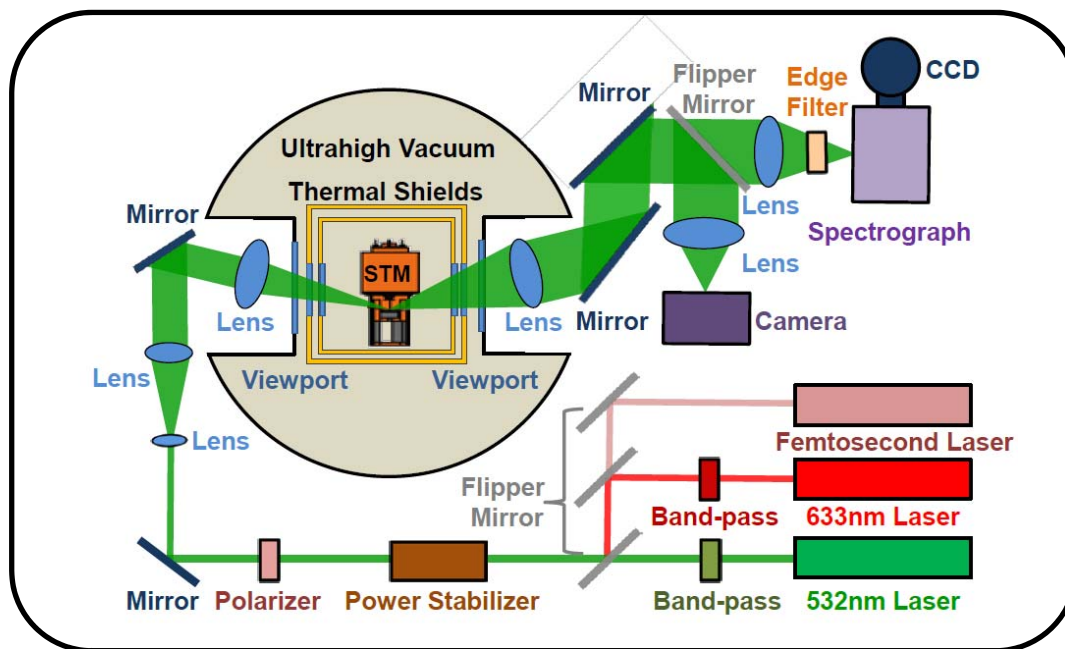 Ultrahigh Vacuum
Thermal Shields
STM
Mirror
Lens
Lens
Lens
Viewport
Viewport
Lens
Mirror
Mirror
Flipper
Mirror
Edge
Filter
CCD
Lens
Spectrograph
Lens
Camera
Femtosecond Laser
Flipper
Mirror
Band-pass
633nm Laser
Mirror
Polarizer
Power Stabilizer
Band-pass
532nm Laser